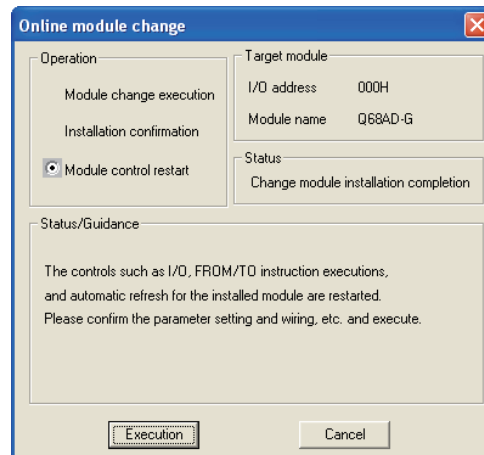 Online module change
Operation
Module change execution
Installation confirmation
Module control restart
Target module
I/O address 000H
Module name Q68AD-G
Status
Change module installation completion
Status/Guidance
The controls such as I/O, FROM/TO instruction executions,
and automatic refresh for the installed module are restarted.
Please confirm the parameter setting and wiring, etc. and execute.
Execution
Cancel